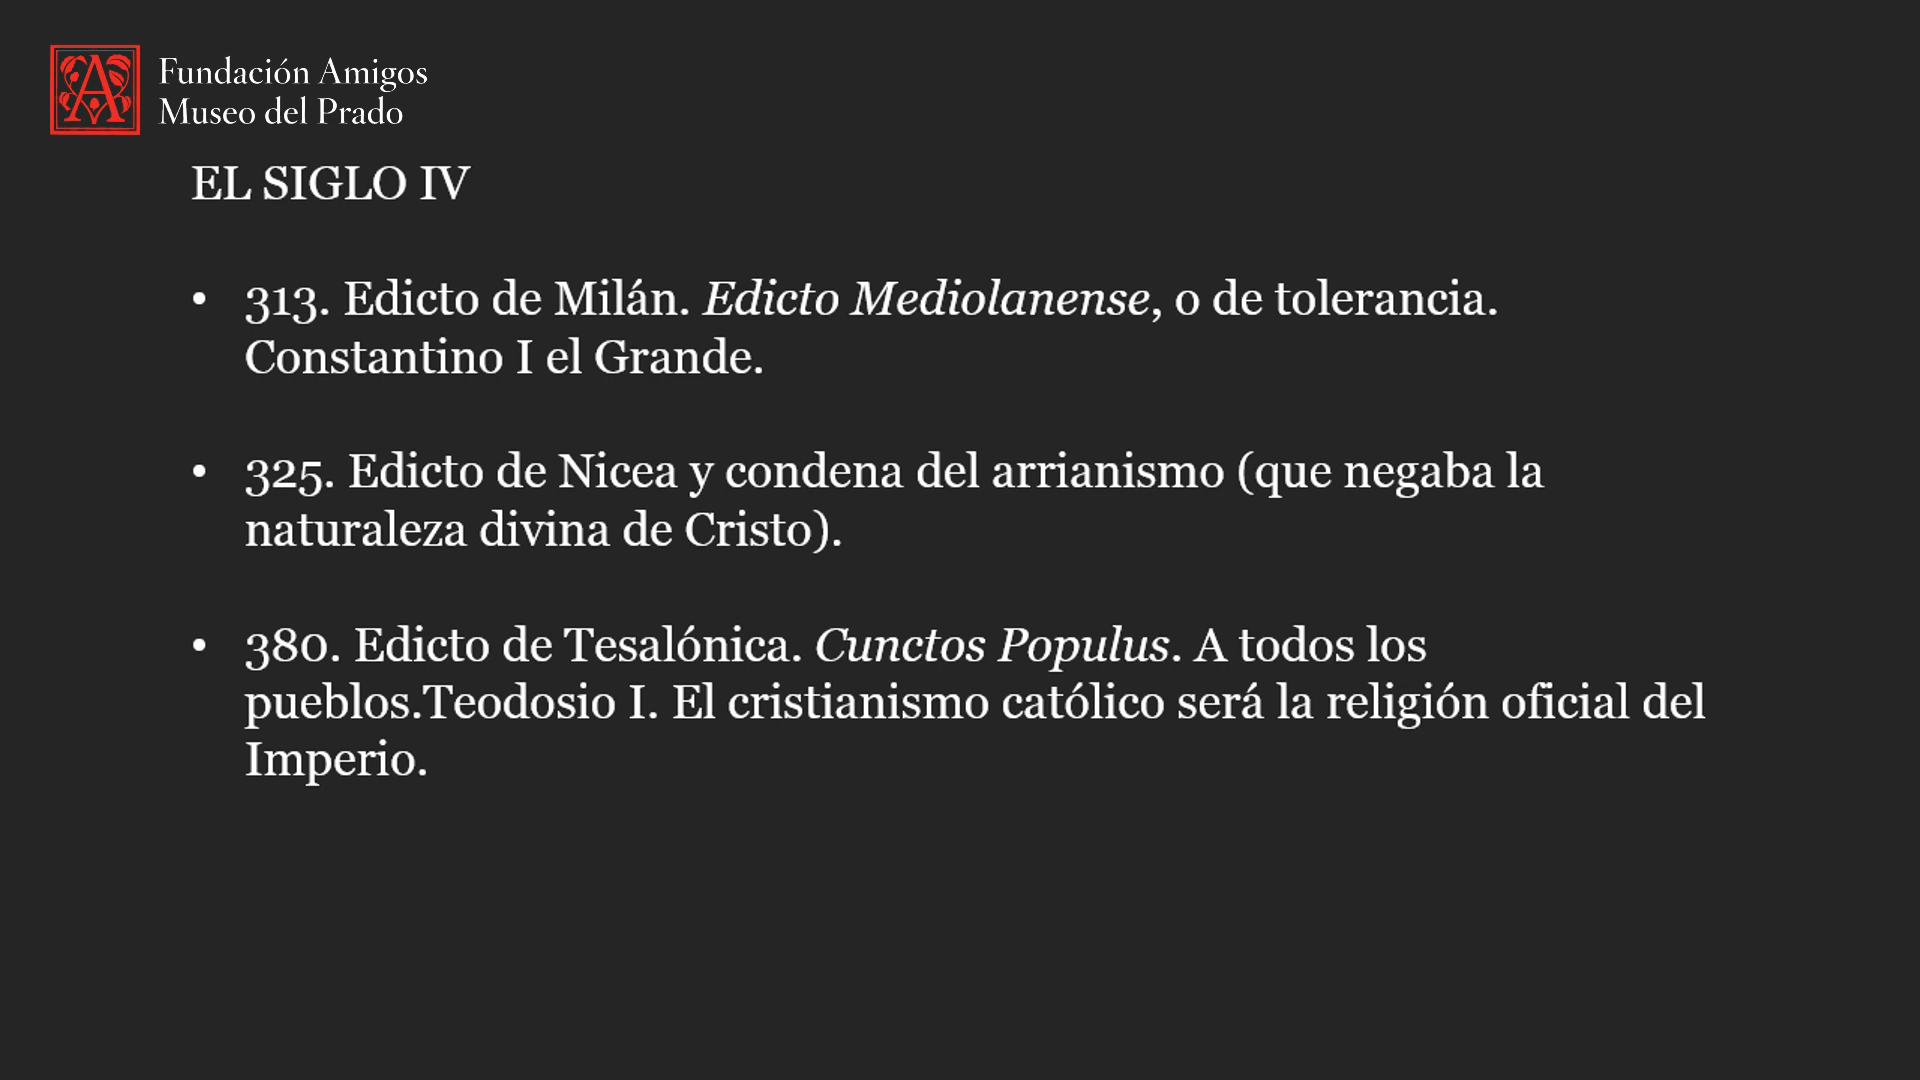 Fundación Amigos
Museo del Prado
EL SIGLO IV
• 313. Edicto de Milán. Edicto Mediolanense, o de tolerancia.
Constantino I el Grande.
• 325. Edicto de Nicea y condena del arrianismo (que negaba la
naturaleza divina de Cristo).
• 380. Edicto de Tesalónica. Cunctos Populus. A todos los
pueblos.Teodosio I. El cristianismo católico será la religión oficial del
Imperio.